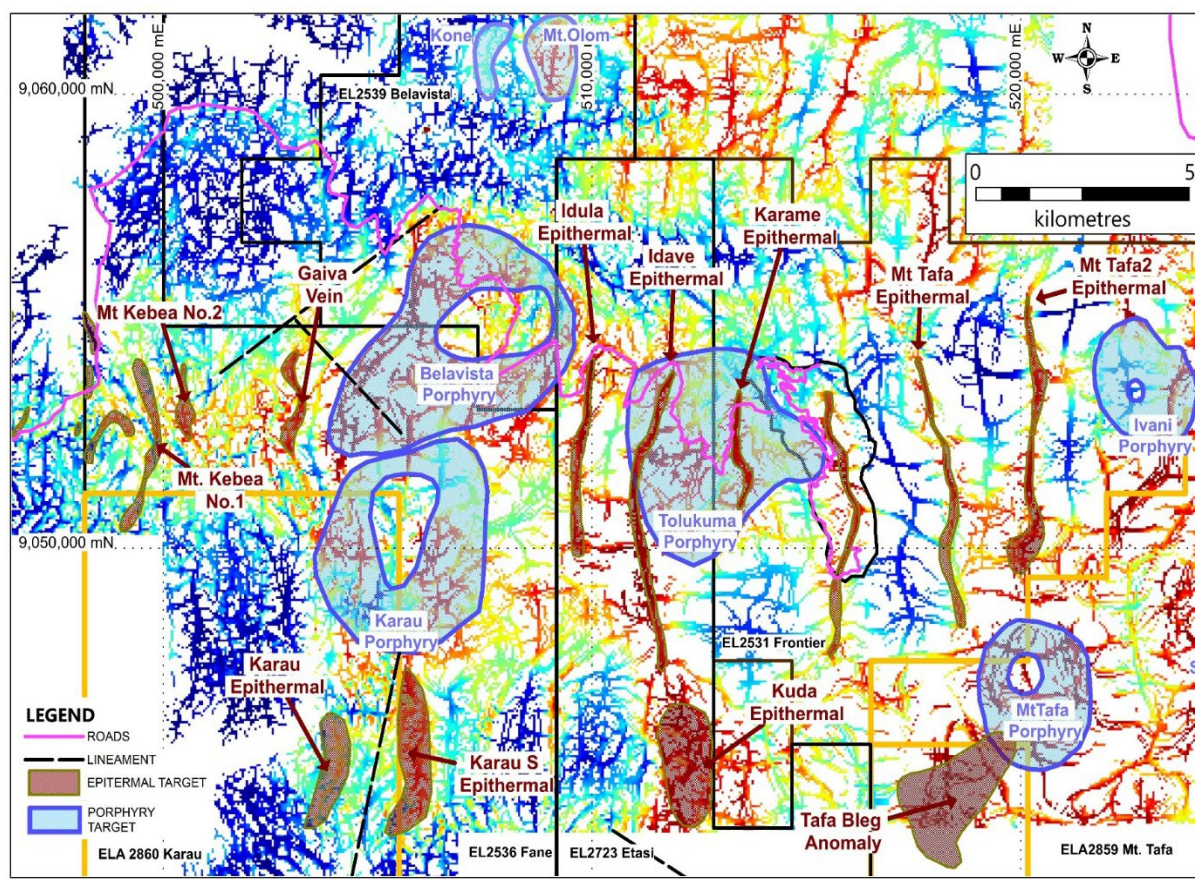 Kone
Mt.Olom
N
W
E
S
500,000 mE
510,000 mE
520,000 mE
9,060,000 mN
EL2539 Belavista
0
5
kilometres
Idula
Epithermal
Karame
Epithermal
Idave
Epithermal
Gaiva
Vein
Mt Tafa
Epithermal
Mt Tafa2
Epithermal
Mt Kebea No.2
Belavista
Porphyry
Ivani
Porphyry
Mt. Kebea
No.1
Tolukuma
Porphyry
9,050,000 mN
Karau
Porphyry
EL2531 Frontier
Karau
Epithermal
Kuda
Epithermal
MtTafa
Porphyry
LEGEND
ROADS
LINEAMENT
EPITERMAL TARGET
PORPHYRY
TARGET
Karau S
Epithermal
Tafa Bleg
Anomaly
ELA 2860 Karau
EL2536 Fane
EL2723 Etasi
ELA2859 Mt. Tafa